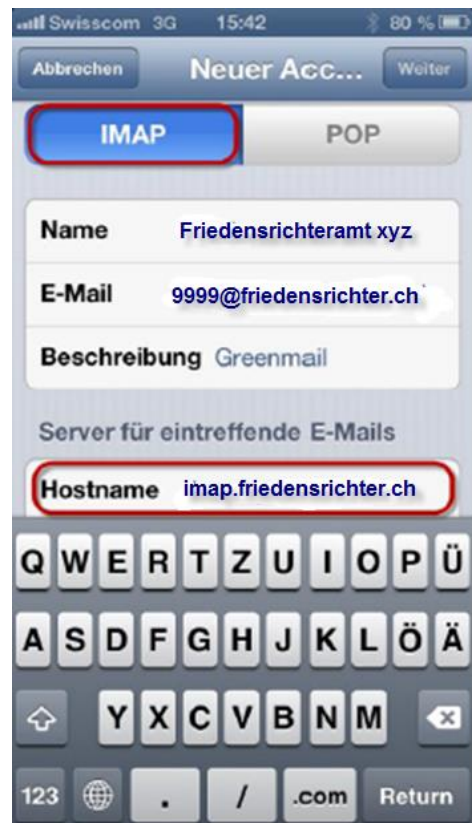 Swisscom 3G 15:42 80 %
Abbrechen Neuer Acc... Weiter
IMAP POP
Name Friedensrichteramt xyz
E-Mail 9999@friedensrichter.ch
Beschreibung Greenmail
Server für eintreffende E-Mails
Hostname imap.friedensrichter.ch
Q W E R T Z U I O P Ü
A S D F G H J K L Ö Ä
Y X C V B N M
123 . / .com Return